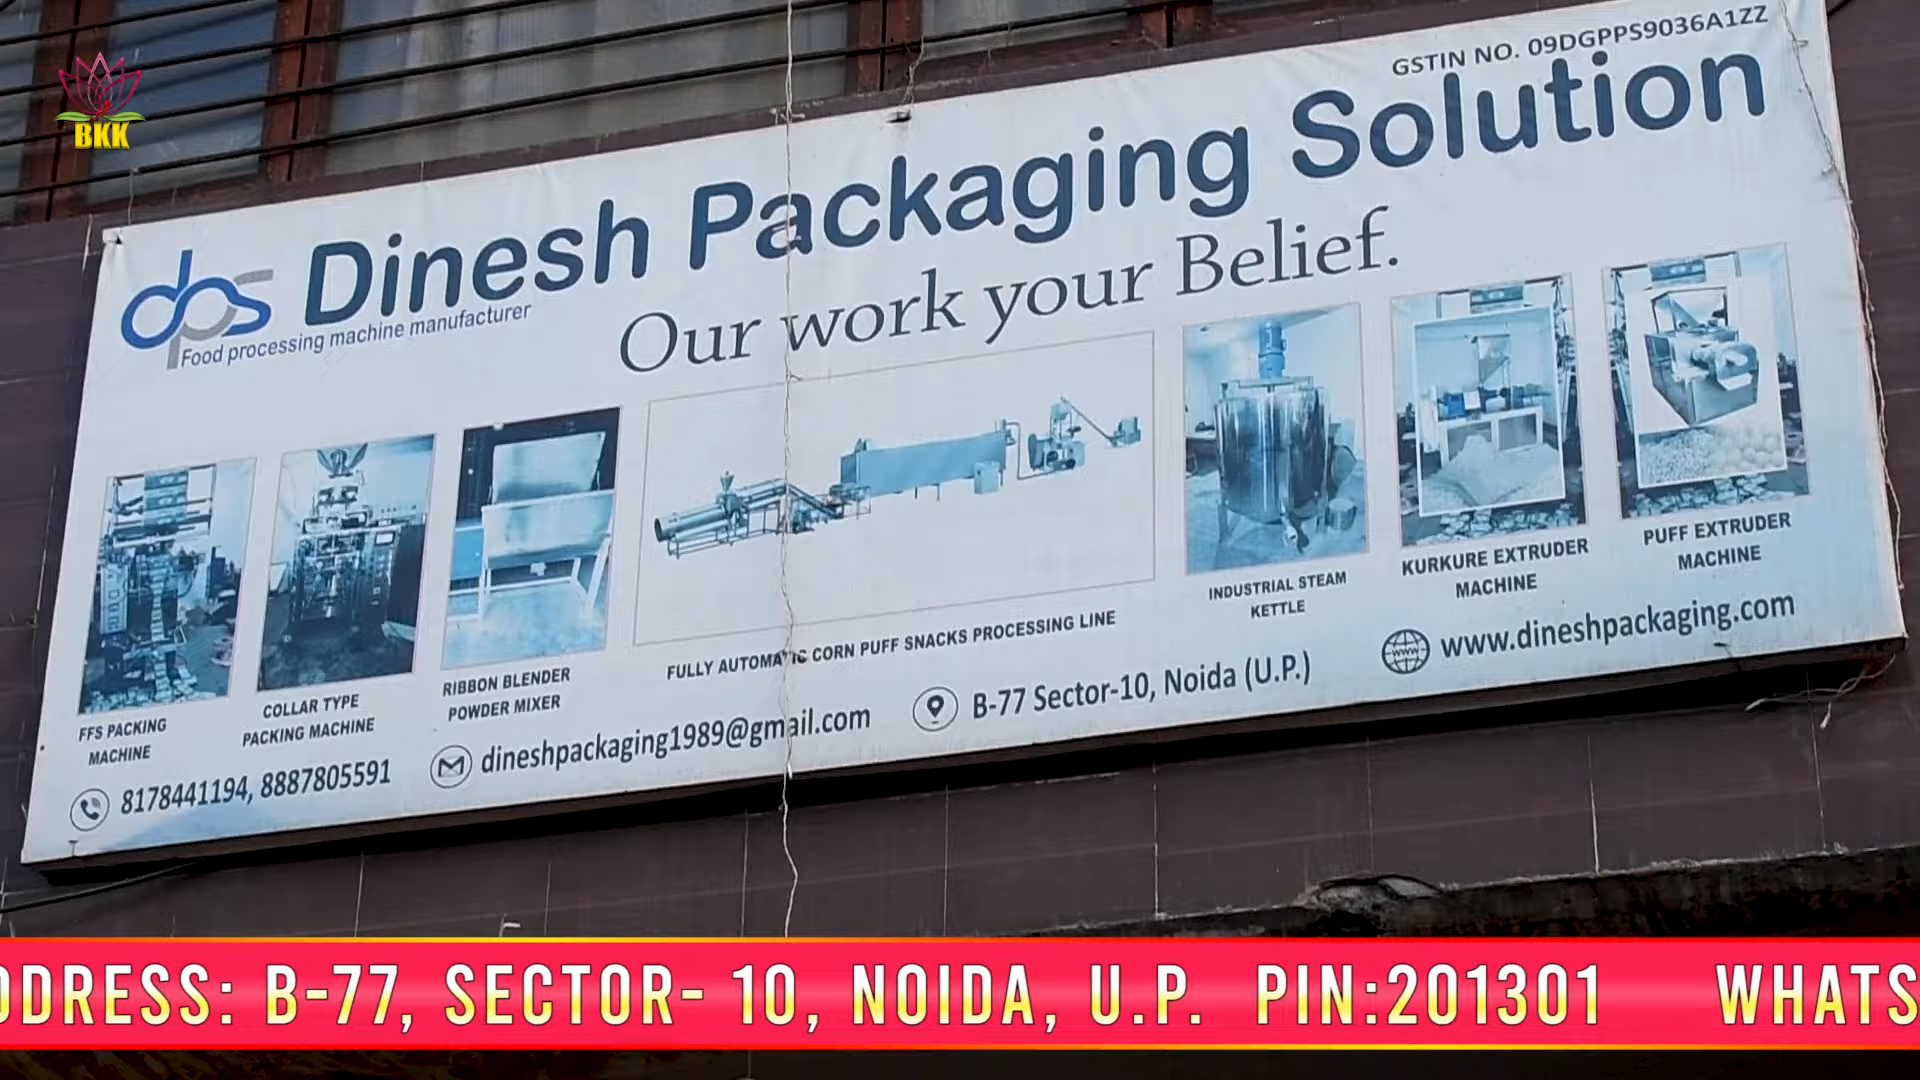 GSTIN NO. 09DGPPS9036A1ZZ
BKK
dps Dinesh Packaging Solution
Food processing machine manufacturer
Our work your Belief.
FFS PACKING
MACHINE
COLLAR TYPE
PACKING MACHINE
RIBBON BLENDER
POWDER MIXER
FULLY AUTOMATIC CORN PUFF SNACKS PROCESSING LINE
INDUSTRIAL STEAM
KETTLE
KURKURE EXTRUDER
MACHINE
PUFF EXTRUDER
MACHINE
8178441194, 8887805591
dineshpackaging1989@gmail.com
B-77 Sector-10, Noida (U.P.)
www.dineshpackaging.com
DDRESS: B-77, SECTOR- 10, NOIDA, U.P. PIN:201301 WHATS